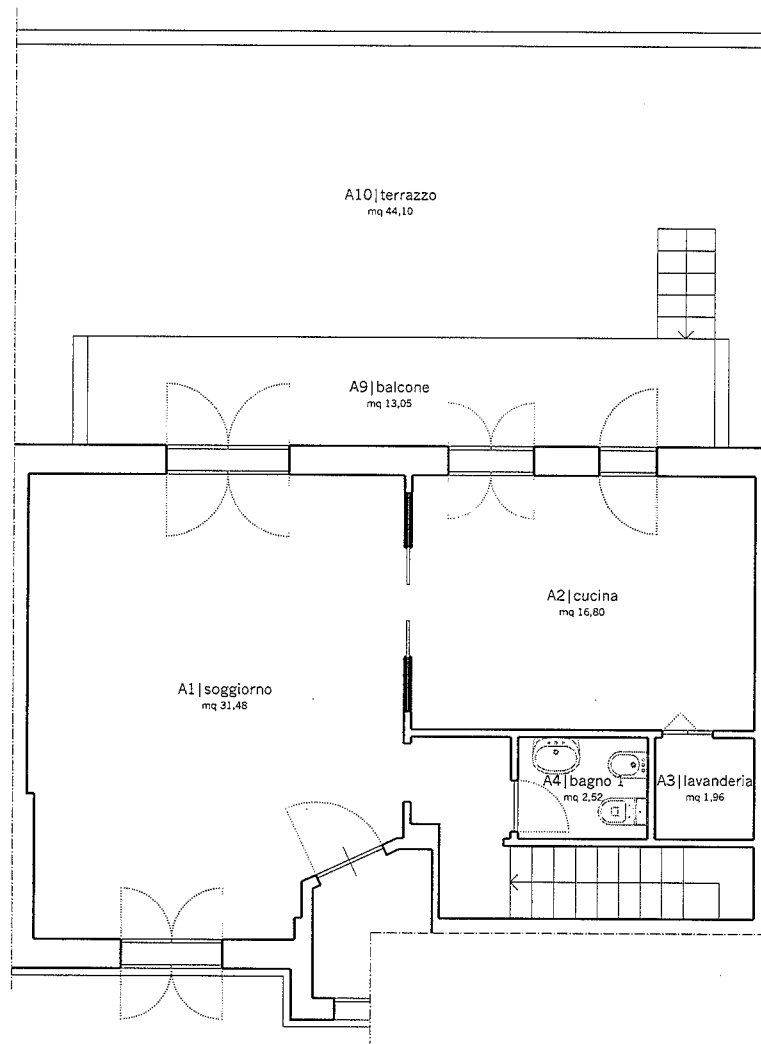 A10|terrazzo
mq 44,10
A9|balcone
mq 13,05
A2|cucina
mq 16,80
A1|soggiorno
mq 31,48
A4|bagno 1
mq 2,52
A3|lavanderia
mq 1,96